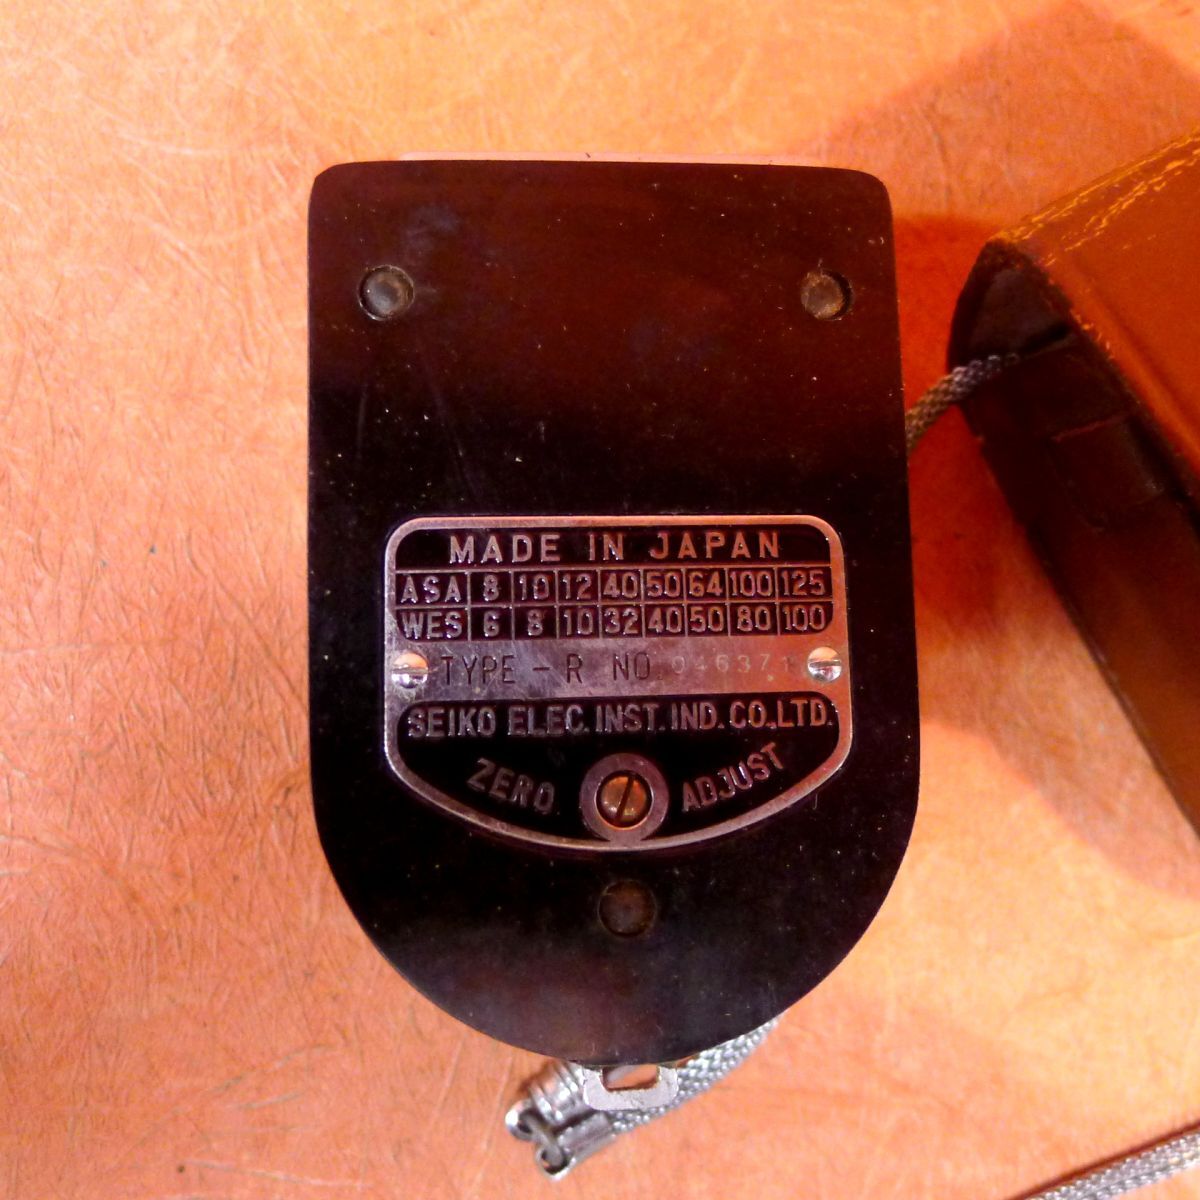 MADE IN JAPAN
ASA 8 10 12 40 50 64 100 125
WES 6 8 10 32 40 50 80 100
TYPE - R NO.
SEIKO ELEC. INST. IND. CO., LTD.
ZERO ADJUST